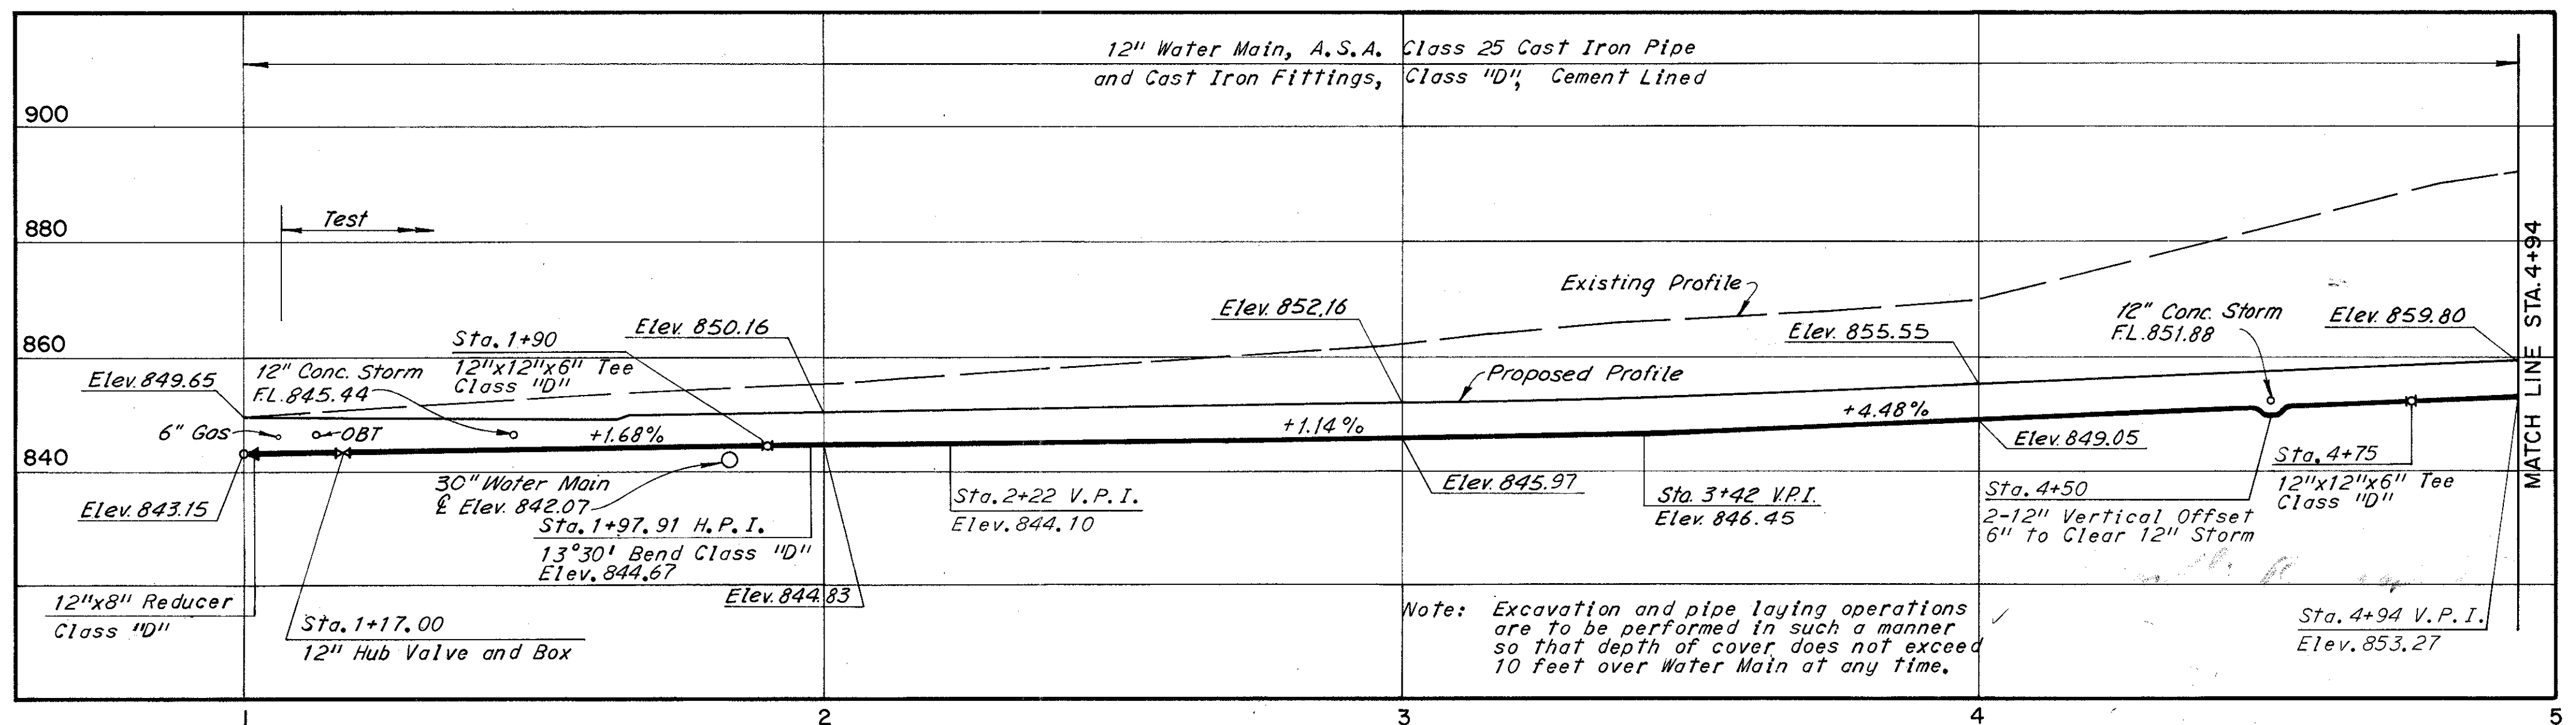 12" Water Main, A.S.A. Class 25 Cast Iron Pipe
and Cast Iron Fittings, Class "D", Cement Lined
900
880
860
840
Test
Existing Profile
Elev. 852.16
Elev. 850.16
Sta. 1+90
12"x12"x6" Tee
Class "D"
12" Conc. Storm
F.L. 845.44
Elev. 849.65
6" Gas
OBT
+1.68%
+1.14%
+4.48%
Proposed Profile
Elev. 855.55
12" Conc. Storm
F.L. 851.88
Elev. 859.80
MATCH LINE STA. 4+94
Elev. 843.15
30" Water Main
℄ Elev. 842.07
Sta. 1+97.91 H.P.I.
13°30' Bend Class "D"
Elev. 844.67
Elev. 844.83
Sta. 2+22 V.P.I.
Elev. 844.10
Elev. 845.97
Sta. 3+42 V.P.I.
Elev. 846.45
Elev. 849.05
Sta. 4+50
2-12" Vertical Offset
6" to Clear 12" Storm
Sta. 4+75
12"x12"x6" Tee
Class "D"
12"x8" Reducer
Class "D"
Sta. 1+17.00
12" Hub Valve and Box
Note: Excavation and pipe laying operations
are to be performed in such a manner
so that depth of cover does not exceed
10 feet over Water Main at any time.
Sta. 4+94 V.P.I.
Elev. 853.27
1 2 3 4 5